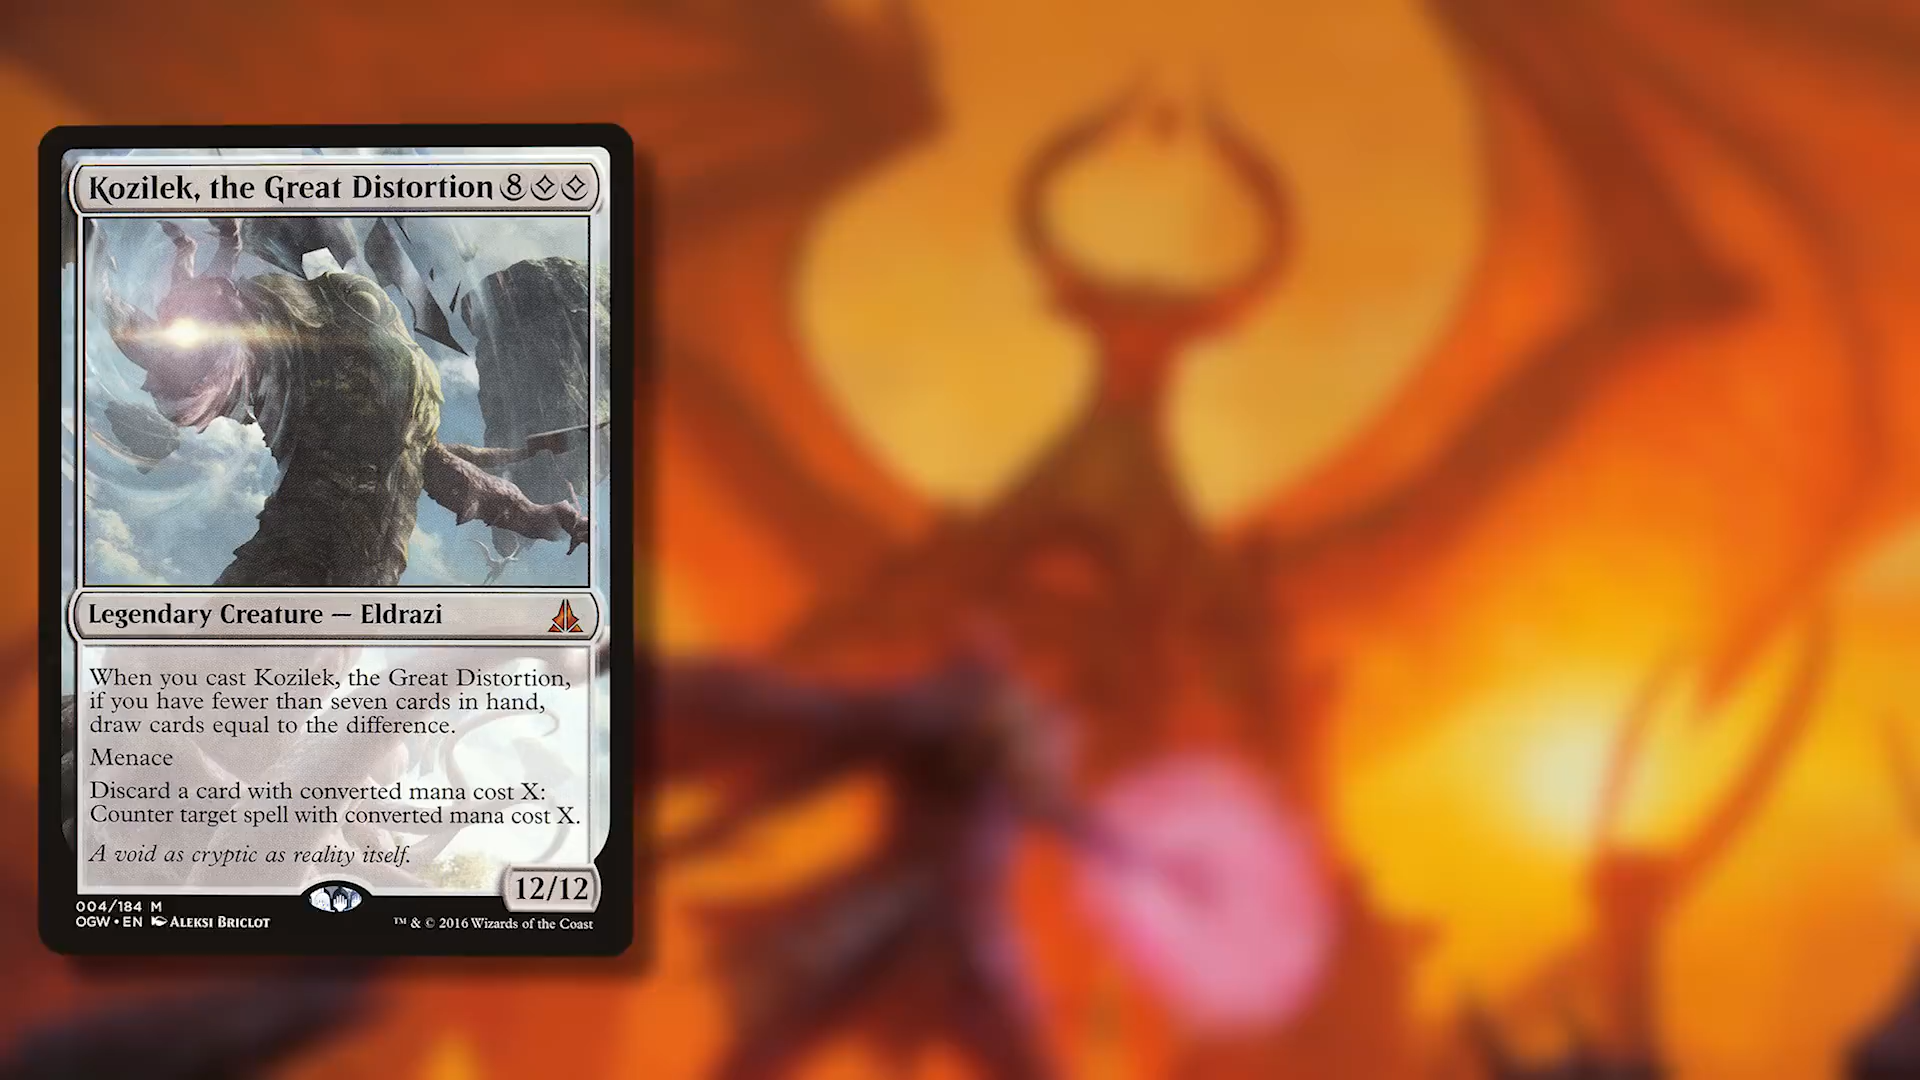 Kozilek, the Great Distortion 8
Legendary Creature — Eldrazi
When you cast Kozilek, the Great Distortion,
if you have fewer than seven cards in hand,
draw cards equal to the difference.
Menace
Discard a card with converted mana cost X:
Counter target spell with converted mana cost X.
A void as cryptic as reality itself.
12/12
004/184 M
OGW • EN ALEKSI BRICLOT
™ & © 2016 Wizards of the Coast